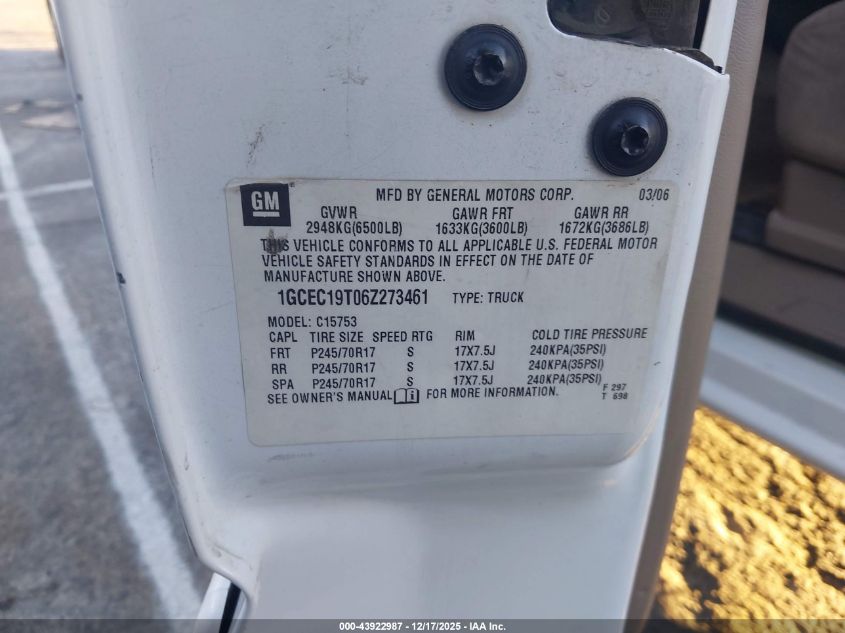 GM
MFD BY GENERAL MOTORS CORP. 03/06
GVWR GAWR FRT GAWR RR
2948KG(6500LB) 1633KG(3600LB) 1672KG(3686LB)
THIS VEHICLE CONFORMS TO ALL APPLICABLE U.S. FEDERAL MOTOR
VEHICLE SAFETY STANDARDS IN EFFECT ON THE DATE OF
MANUFACTURE SHOWN ABOVE.
1GCEC19T06Z273461 TYPE: TRUCK
MODEL: C15753
CAPL TIRE SIZE SPEED RTG RIM COLD TIRE PRESSURE
FRT P245/70R17 S 17X7.5J 240KPA(35PSI)
RR P245/70R17 S 17X7.5J 240KPA(35PSI)
SPA P245/70R17 S 17X7.5J 240KPA(35PSI)
SEE OWNER'S MANUAL i FOR MORE INFORMATION.
F 297
T 698
000-43922987 - 12/17/2025 - IAA Inc.